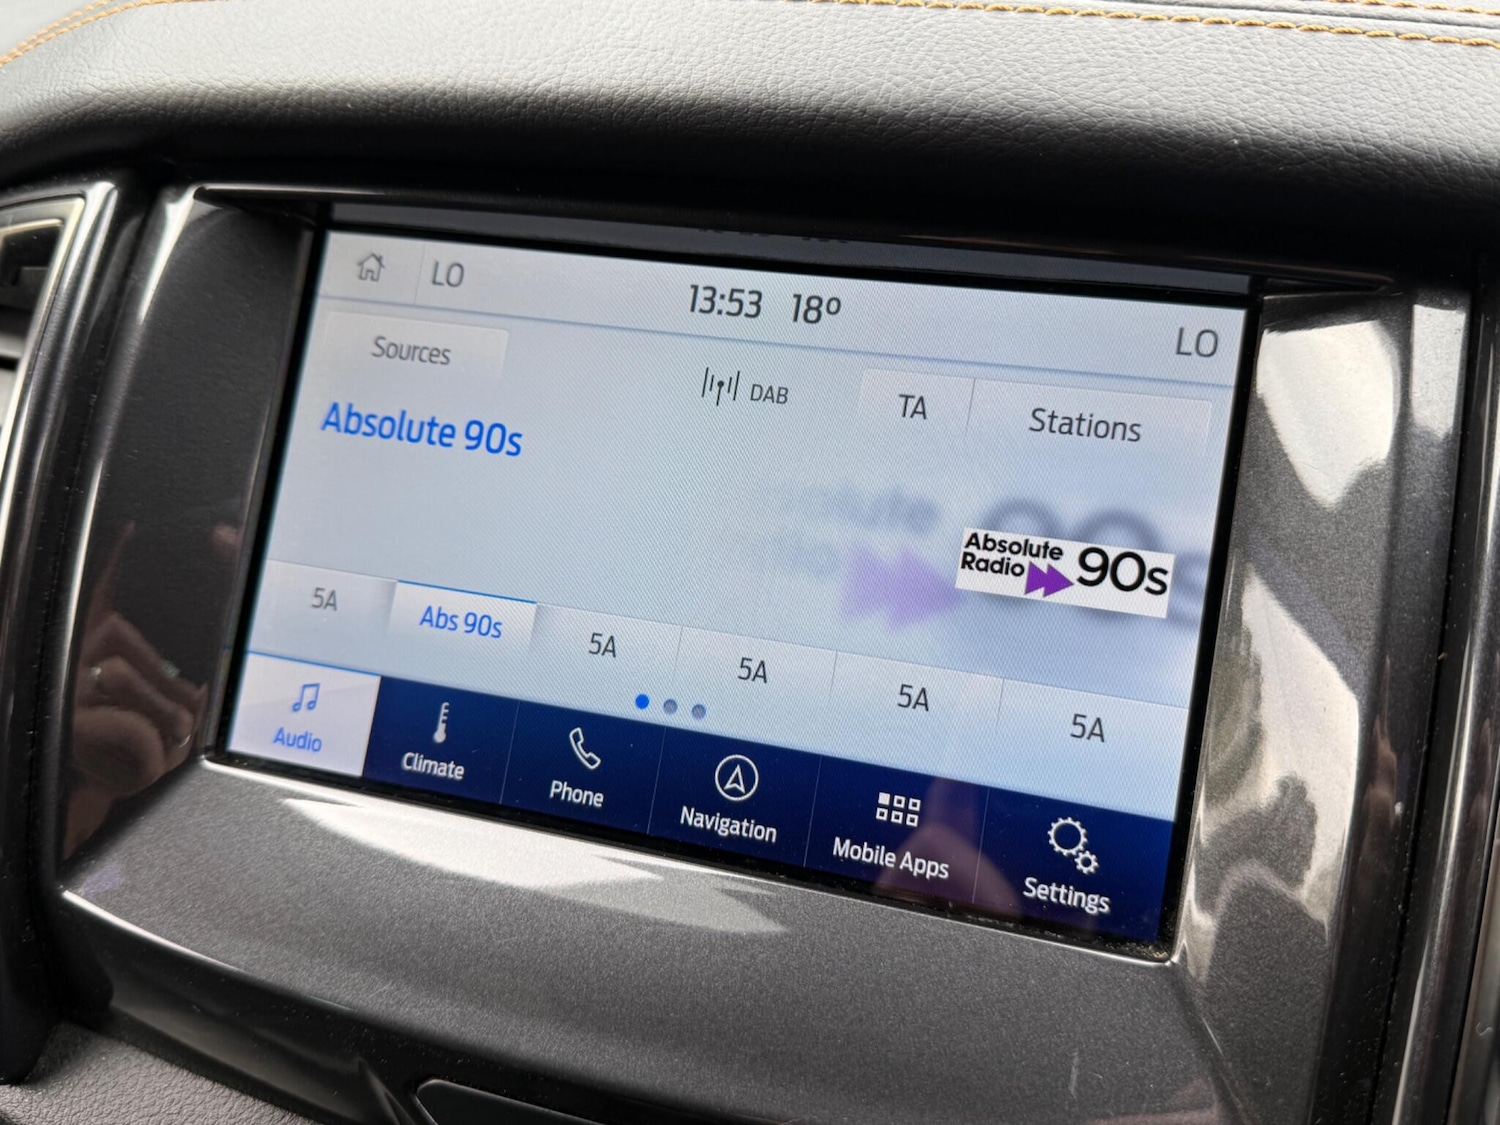 LO
13:53 18º
LO
Sources
DAB
TA
Stations
Absolute 90s
Absolute
Radio 90s
5A
Abs 90s
5A
5A
5A
5A
Audio
Climate
Phone
Navigation
Mobile Apps
Settings